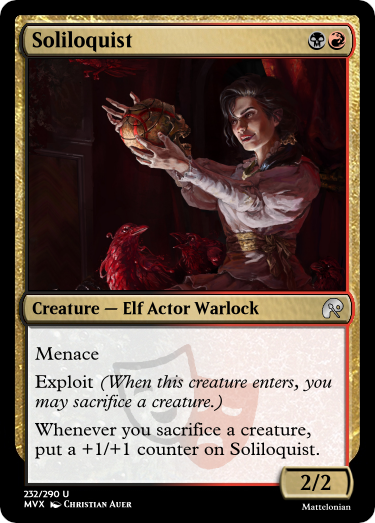 Soliloquist
Creature — Elf Actor Warlock
Menace
Exploit (When this creature enters, you
may sacrifice a creature.)
Whenever you sacrifice a creature,
put a +1/+1 counter on Soliloquist.
2/2
232/290 U
MVX Christian Auer
Mattelonian